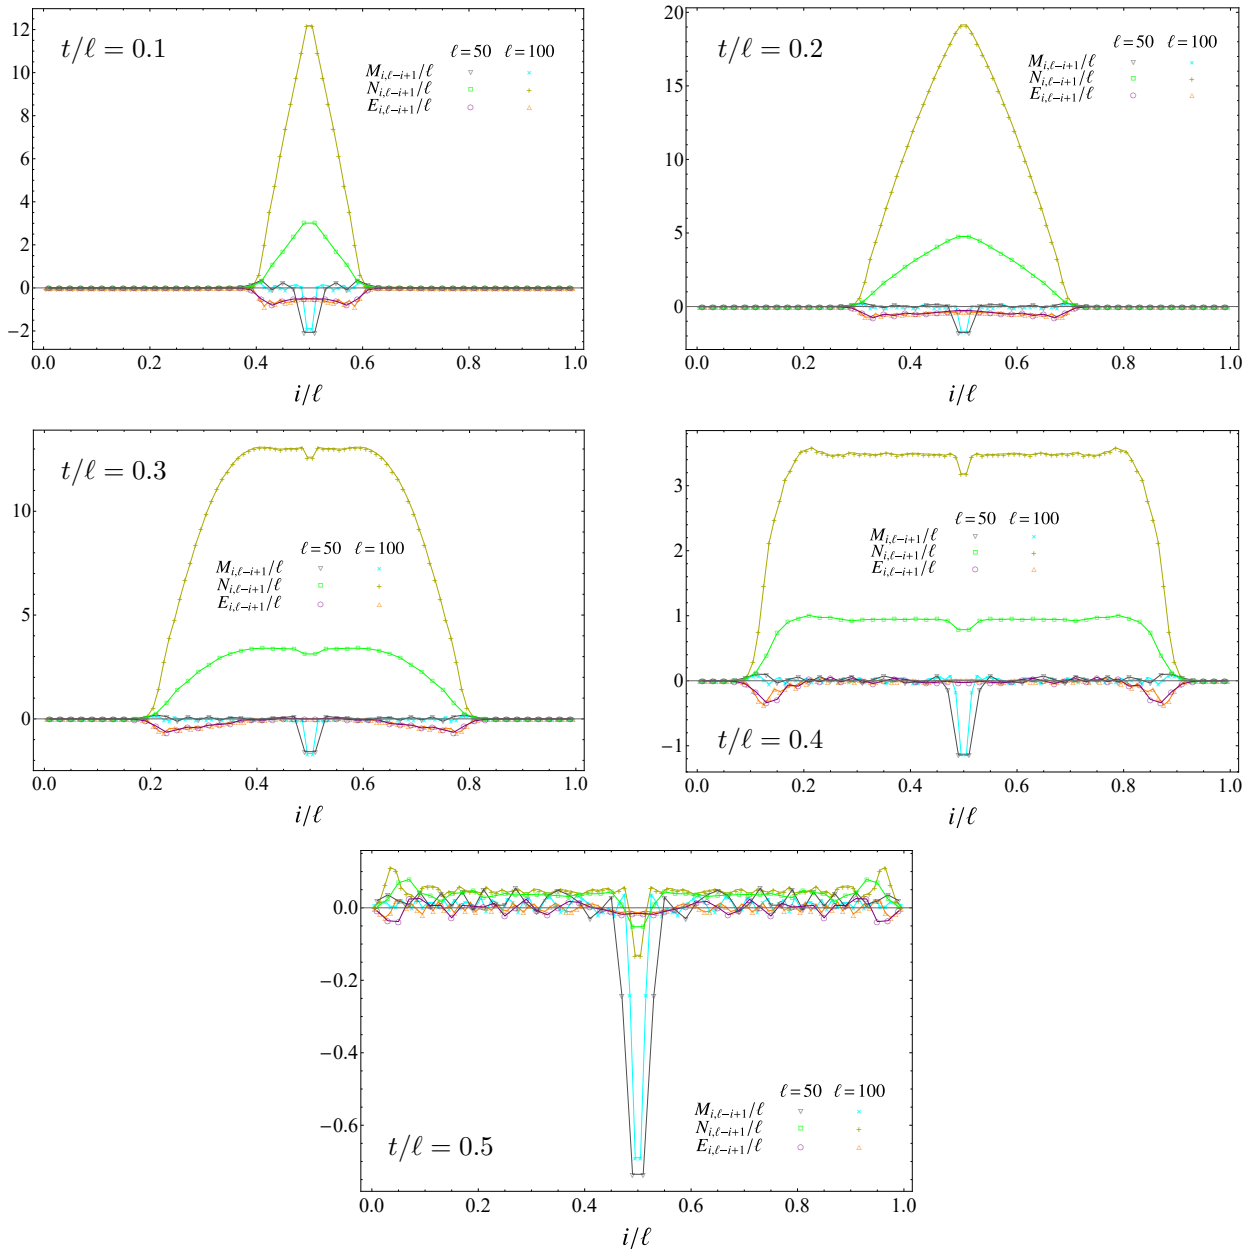 t/ℓ = 0.1
ℓ=50 ℓ=100
M_{i,ℓ−i+1}/ℓ
N_{i,ℓ−i+1}/ℓ
E_{i,ℓ−i+1}/ℓ
12
10
8
6
4
2
0
−2
0.0 0.2 0.4 0.6 0.8 1.0
i/ℓ
t/ℓ = 0.2
ℓ=50 ℓ=100
M_{i,ℓ−i+1}/ℓ
N_{i,ℓ−i+1}/ℓ
E_{i,ℓ−i+1}/ℓ
20
15
10
5
0
0.0 0.2 0.4 0.6 0.8 1.0
i/ℓ
t/ℓ = 0.3
ℓ=50 ℓ=100
M_{i,ℓ−i+1}/ℓ
N_{i,ℓ−i+1}/ℓ
E_{i,ℓ−i+1}/ℓ
10
5
0
0.0 0.2 0.4 0.6 0.8 1.0
i/ℓ
3
2
1
0
−1
ℓ=50 ℓ=100
M_{i,ℓ−i+1}/ℓ
N_{i,ℓ−i+1}/ℓ
E_{i,ℓ−i+1}/ℓ
t/ℓ = 0.4
0.0 0.2 0.4 0.6 0.8 1.0
i/ℓ
0.0
−0.2
−0.4
−0.6
ℓ=50 ℓ=100
M_{i,ℓ−i+1}/ℓ
N_{i,ℓ−i+1}/ℓ
E_{i,ℓ−i+1}/ℓ
t/ℓ = 0.5
0.0 0.2 0.4 0.6 0.8 1.0
i/ℓ